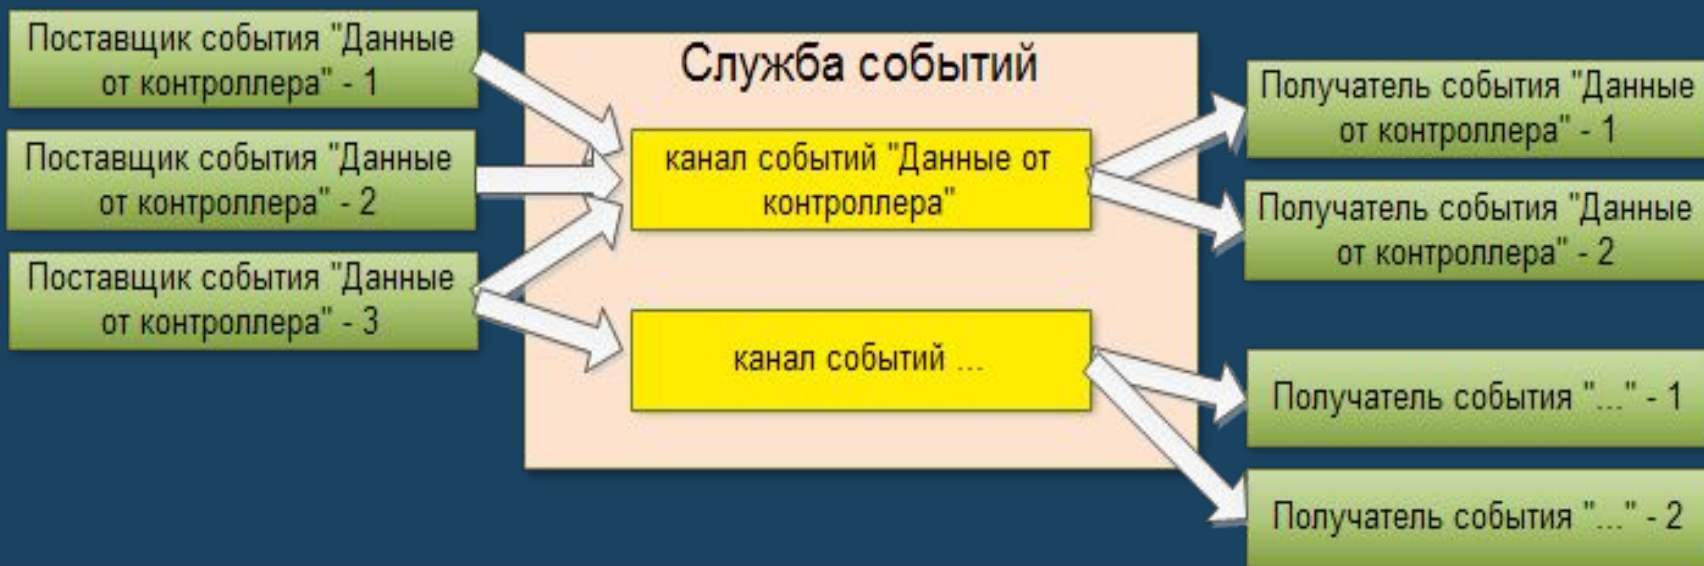 Поставщик события "Данные
от контроллера" - 1
Поставщик события "Данные
от контроллера" - 2
Поставщик события "Данные
от контроллера" - 3
Служба событий
канал событий "Данные от
контроллера"
канал событий ...
Получатель события "Данные
от контроллера" - 1
Получатель события "Данные
от контроллера" - 2
Получатель события "..." - 1
Получатель события "..." - 2